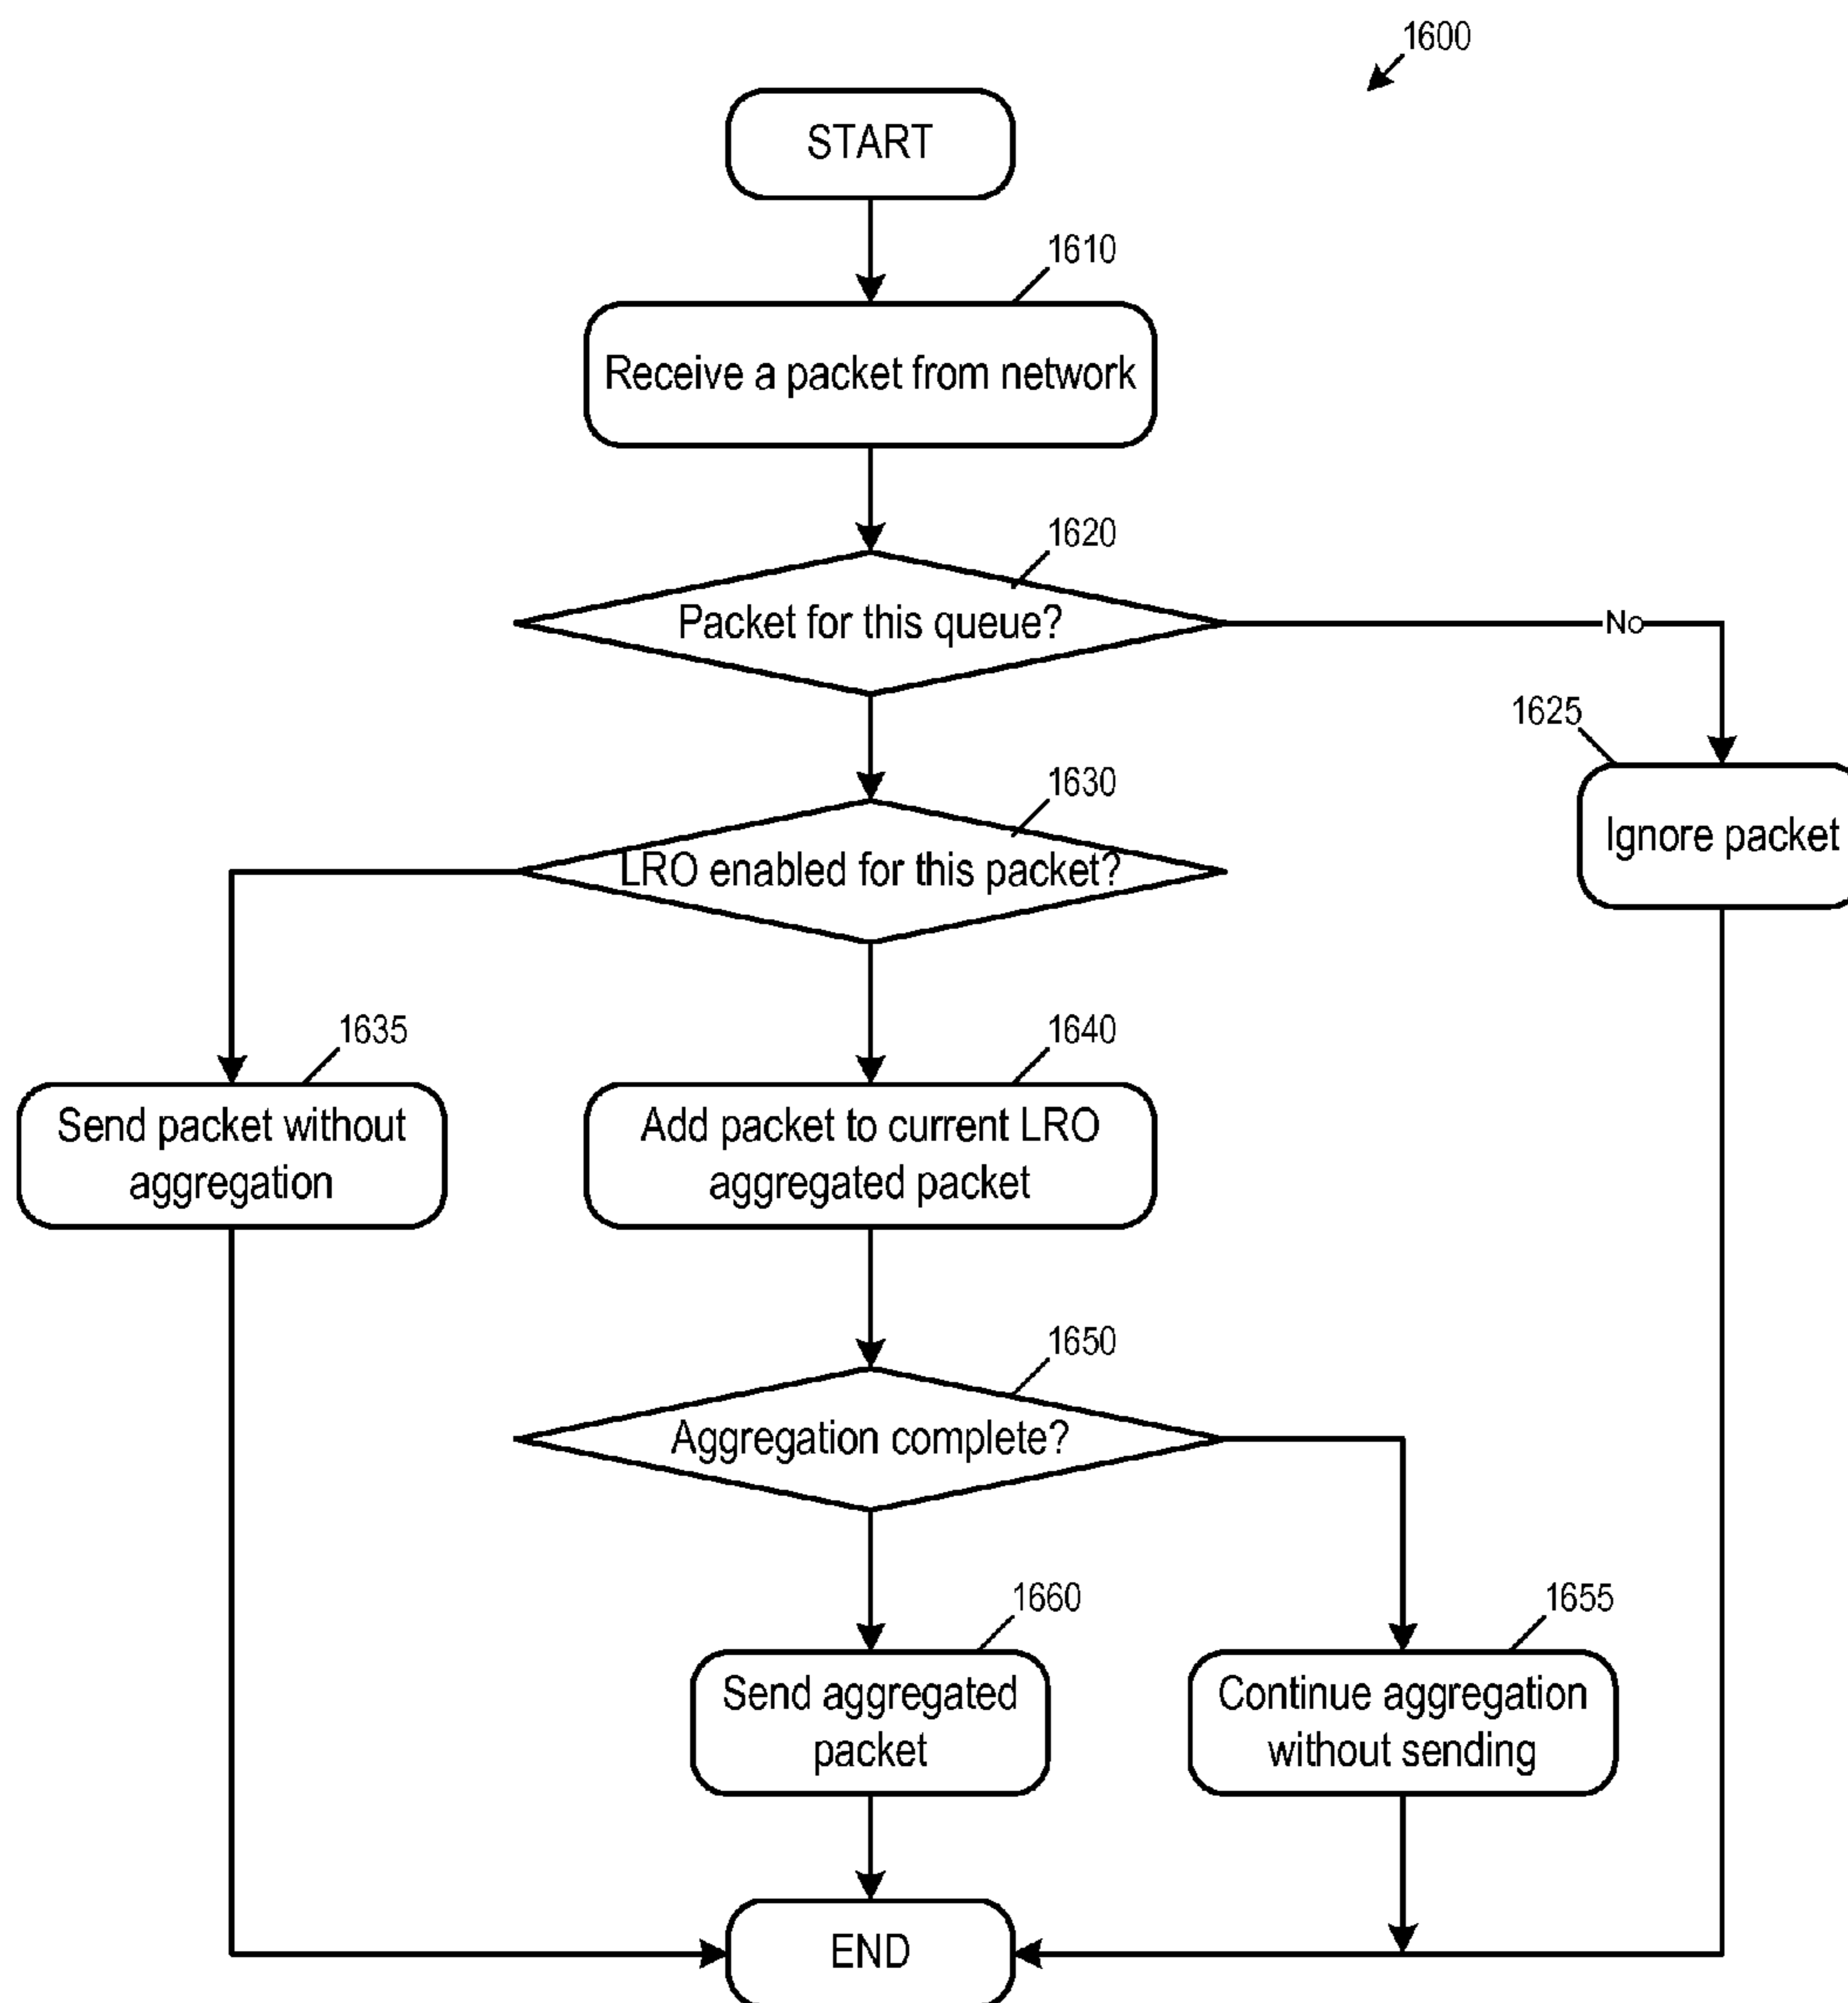 1600
START
1610
Receive a packet from network
1620
Packet for this queue?
No
1625
Ignore packet
1630
LRO enabled for this packet?
1635
Send packet without
aggregation
1640
Add packet to current LRO
aggregated packet
1650
Aggregation complete?
1660
Send aggregated
packet
1655
Continue aggregation
without sending
END